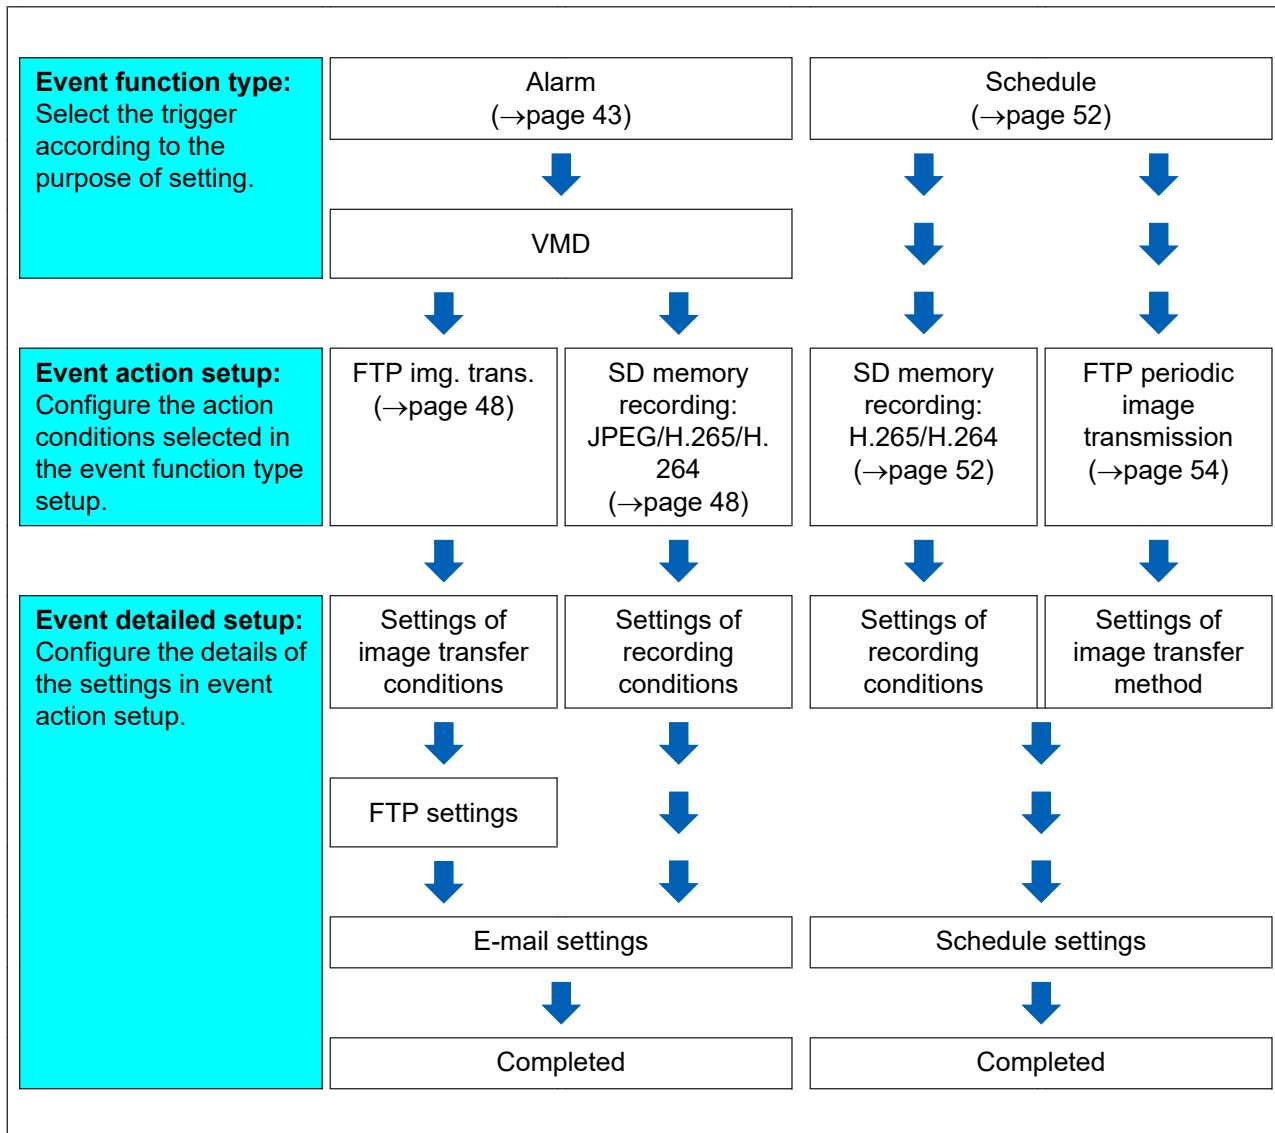 Event function type:
Select the trigger
according to the
purpose of setting.
Alarm
(→page 43)
Schedule
(→page 52)
VMD
Event action setup:
Configure the action
conditions selected in
the event function type
setup.
FTP img. trans.
(→page 48)
SD memory
recording:
JPEG/H.265/H.
264
(→page 48)
SD memory
recording:
H.265/H.264
(→page 52)
FTP periodic
image
transmission
(→page 54)
Event detailed setup:
Configure the details of
the settings in event
action setup.
Settings of
image transfer
conditions
Settings of
recording
conditions
Settings of
recording
conditions
Settings of
image transfer
method
FTP settings
E-mail settings
Schedule settings
Completed
Completed